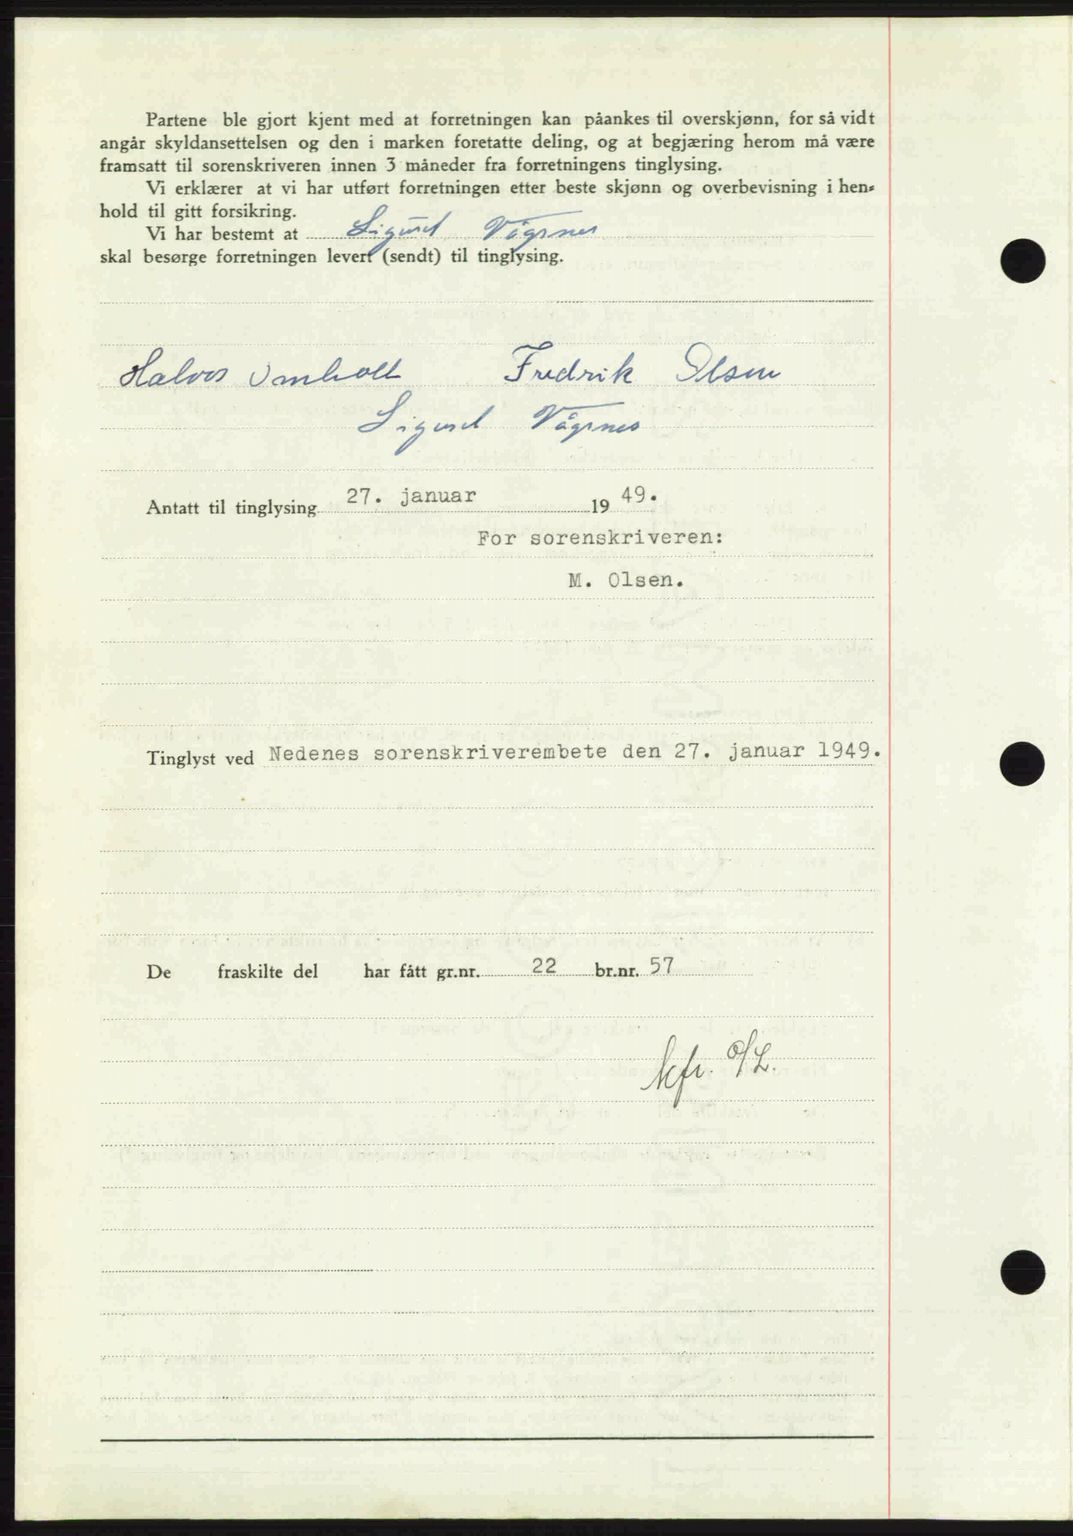 Partene ble gjort kjent med at forretningen kan påankes til overskjønn, for så vidt
angår skyldansettelsen og den i marken foretatte deling, og at begjæring herom må være
framsatt til sorenskriveren innen 3 måneder fra forretningens tinglysing.
Vi erklærer at vi har utført forretningen etter beste skjønn og overbevisning i hen-
hold til gitt forsikring.
Vi har bestemt at Sigurd Vågsnes
skal besørge forretningen levert (sendt) til tinglysing.
Halvor Omholt Fredrik Olsen
Sigurd Vågsnes
Antatt til tinglysing 27. januar 1949.
For sorenskriveren:
M. Olsen.
Tinglyst ved Nedenes sorenskriverembete den 27. januar 1949.
De fraskilte del har fått gr.nr. 22 br.nr. 57